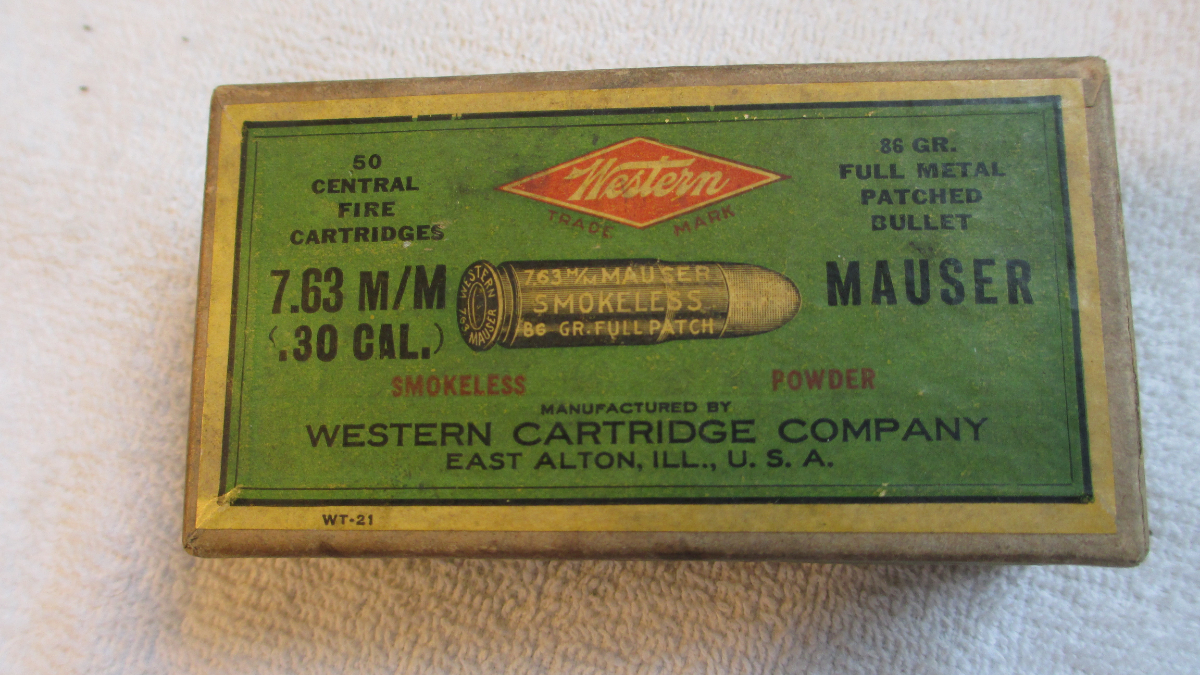 50
CENTRAL
FIRE
CARTRIDGES
Western
TRADE MARK
86 GR.
FULL METAL
PATCHED
BULLET
7.63 M/M
(.30 CAL.)
WESTERN
7.63
MAUSER
7.63 M/M MAUSER
SMOKELESS
86 GR. FULL PATCH
MAUSER
SMOKELESS POWDER
MANUFACTURED BY
WESTERN CARTRIDGE COMPANY
EAST ALTON, ILL., U. S. A.
WT-21